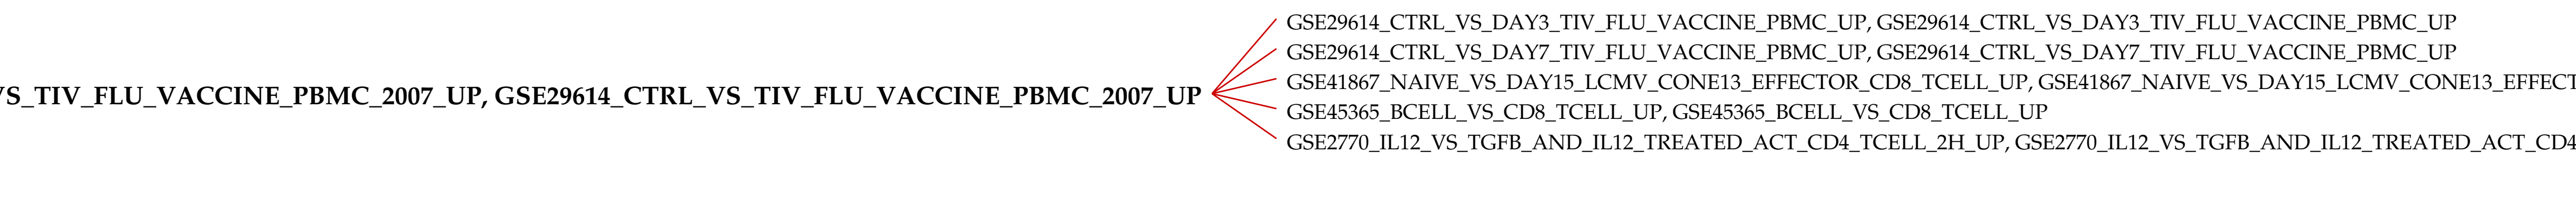 VS_TIV_FLU_VACCINE_PBMC_2007_UP, GSE29614_CTRL_VS_TIV_FLU_VACCINE_PBMC_2007_UP
GSE29614_CTRL_VS_DAY3_TIV_FLU_VACCINE_PBMC_UP, GSE29614_CTRL_VS_DAY3_TIV_FLU_VACCINE_PBMC_UP
GSE29614_CTRL_VS_DAY7_TIV_FLU_VACCINE_PBMC_UP, GSE29614_CTRL_VS_DAY7_TIV_FLU_VACCINE_PBMC_UP
GSE41867_NAIVE_VS_DAY15_LCMV_CONE13_EFFECTOR_CD8_TCELL_UP, GSE41867_NAIVE_VS_DAY15_LCMV_CONE13_EFFECT
GSE45365_BCELL_VS_CD8_TCELL_UP, GSE45365_BCELL_VS_CD8_TCELL_UP
GSE2770_IL12_VS_TGFB_AND_IL12_TREATED_ACT_CD4_TCELL_2H_UP, GSE2770_IL12_VS_TGFB_AND_IL12_TREATED_ACT_CD4